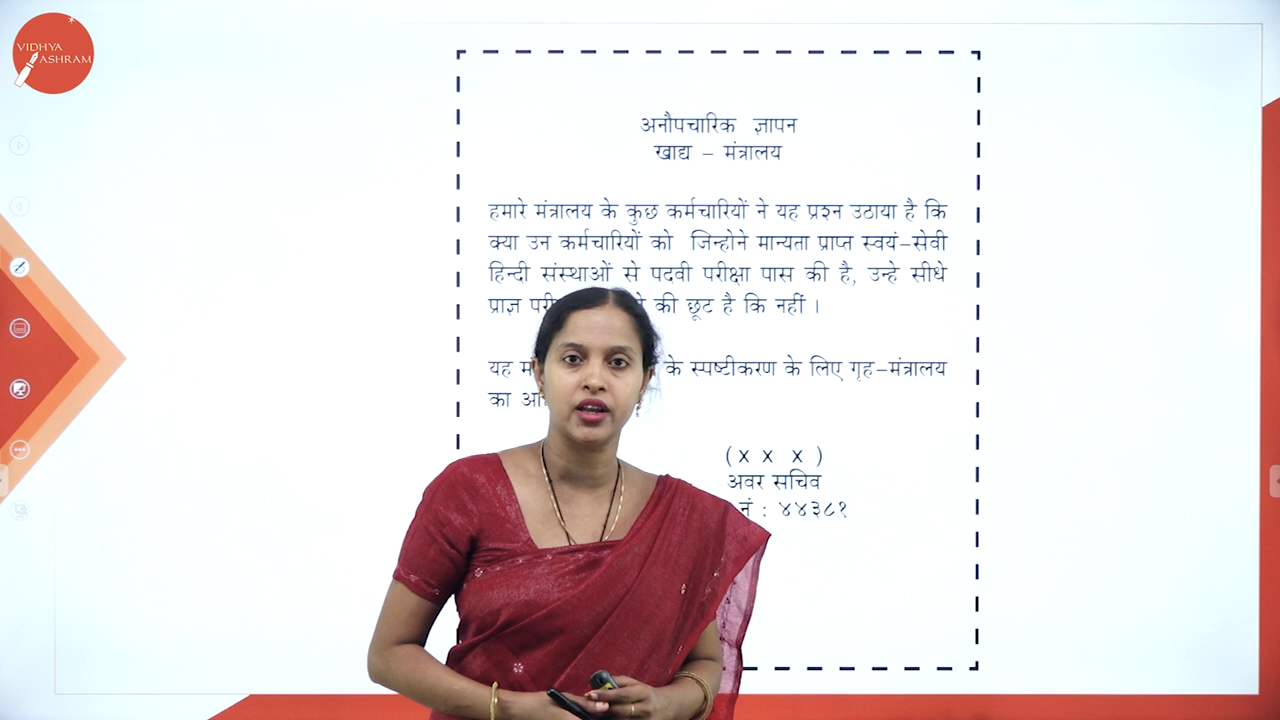 VIDHYA
ASHRAM
अनौपचारिक ज्ञापन
खाद्य – मंत्रालय
हमारे मंत्रालय के कुछ कर्मचारियों ने यह प्रश्न उठाया है कि
क्या उन कर्मचारियों को जिन्होने मान्यता प्राप्त स्वयं–सेवी
हिन्दी संस्थाओं से पदवी परीक्षा पास की है, उन्हे सीधे
प्राज्ञ की छूट है कि नहीं ।
यह के स्पष्टीकरण के लिए गृह–मंत्रालय
का
(x x x)
अवर सचिव
नं : ४४३८१